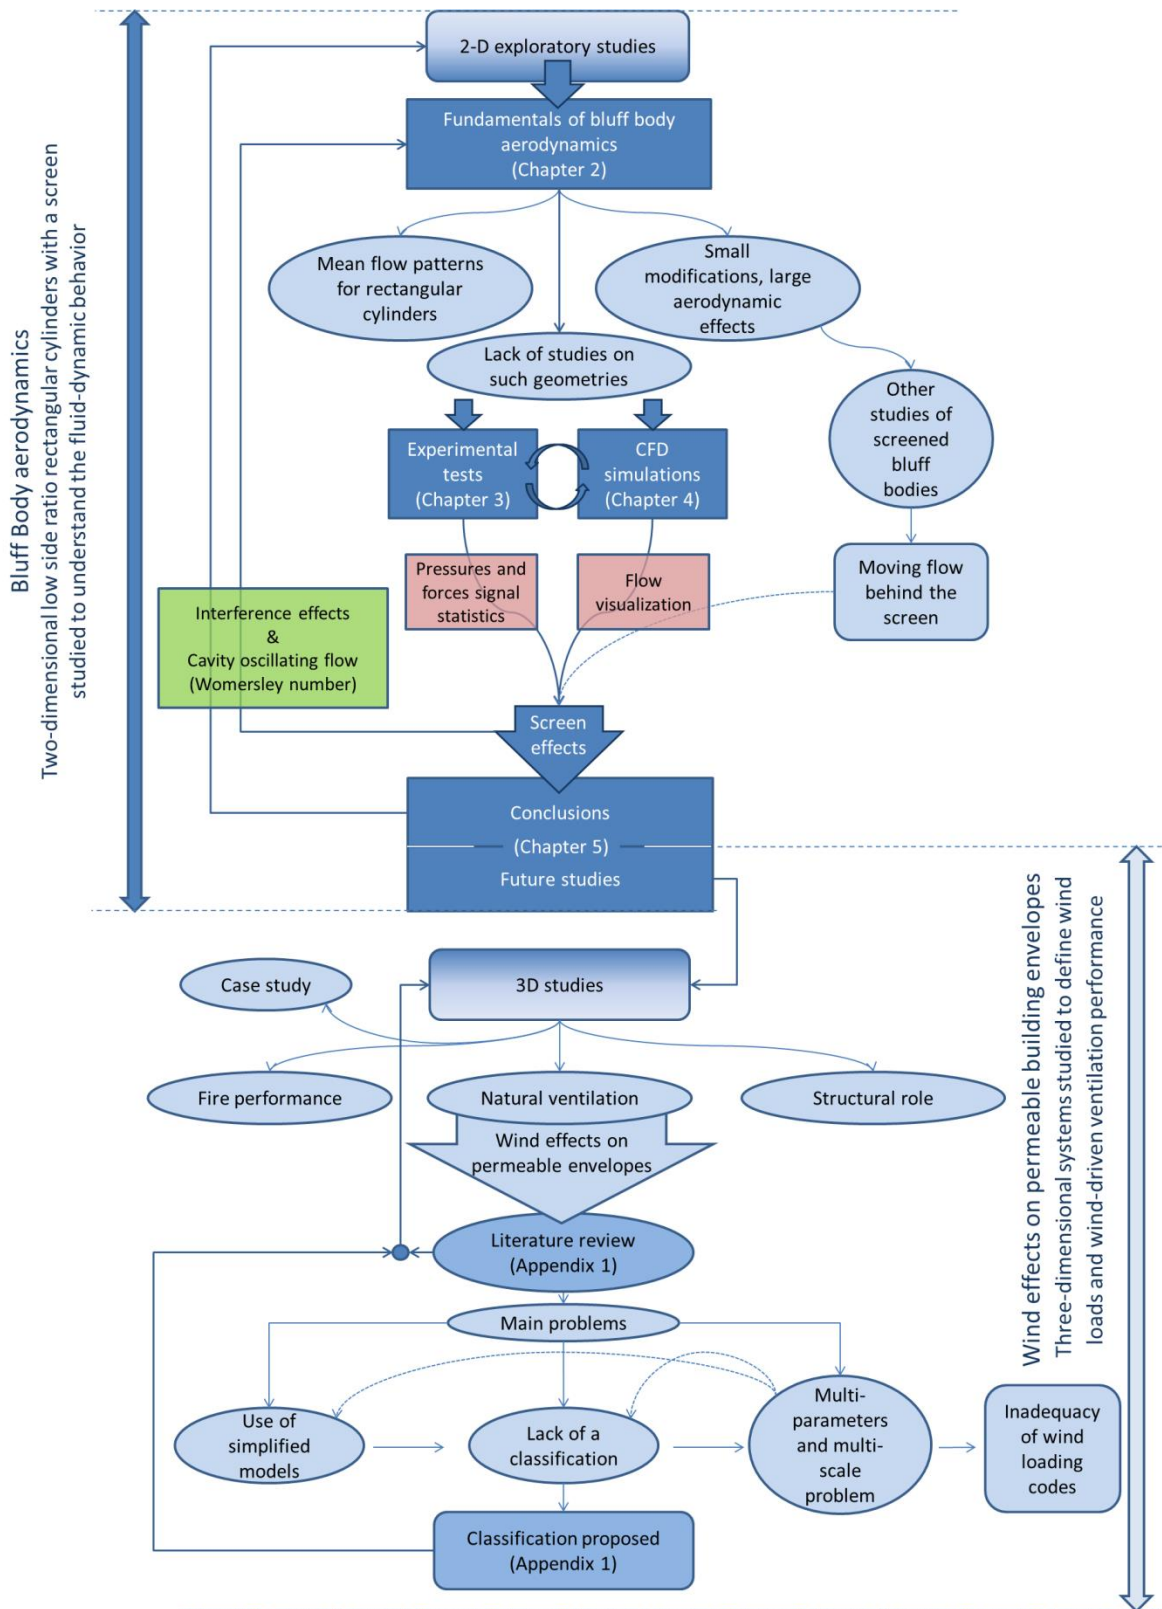 2-D exploratory studies
Fundamentals of bluff body
aerodynamics
(Chapter 2)
Bluff Body aerodynamics
Two-dimensional low side ratio rectangular cylinders with a screen
studied to understand the fluid-dynamic behavior
Mean flow patterns
for rectangular
cylinders
Small
modifications, large
aerodynamic
effects
Lack of studies on
such geometries
Other
studies of
screened
bluff
bodies
Experimental
tests
(Chapter 3)
CFD
simulations
(Chapter 4)
Pressures and
forces signal
statistics
Flow
visualization
Moving flow
behind the
screen
Interference effects
&
Cavity oscillating flow
(Womersley number)
Screen
effects
Conclusions
(Chapter 5)
Future studies
Wind effects on permeable building envelopes
Three-dimensional systems studied to define wind
loads and wind-driven ventilation performance
Case study
3D studies
Fire performance
Natural ventilation
Structural role
Wind effects on
permeable envelopes
Literature review
(Appendix 1)
Main problems
Use of
simplified
models
Lack of a
classification
Multi-
parameters
and multi-
scale
problem
Inadequacy
of wind
loading
codes
Classification proposed
(Appendix 1)